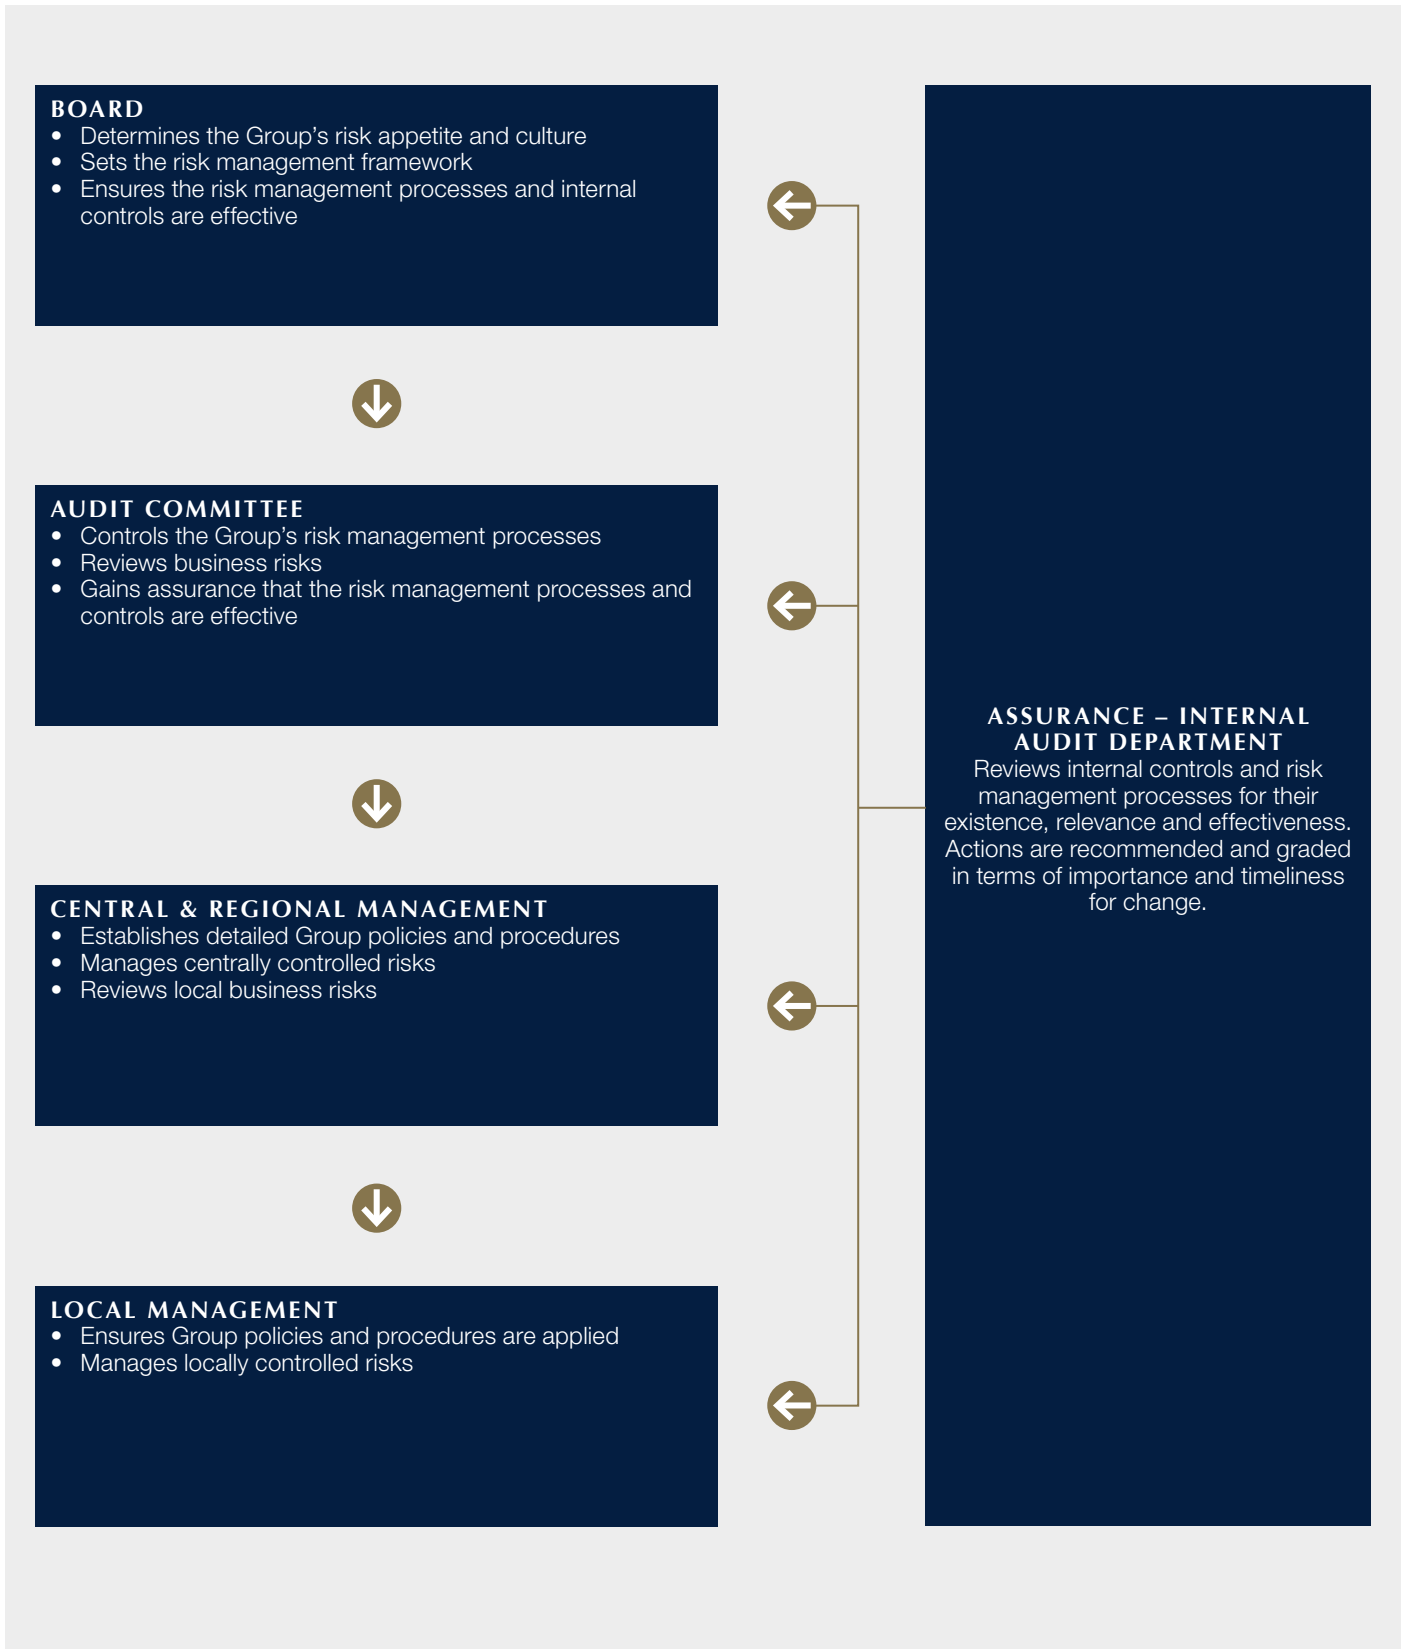 BOARD
• Determines the Group’s risk appetite and culture
• Sets the risk management framework
• Ensures the risk management processes and internal
controls are effective
AUDIT COMMITTEE
• Controls the Group’s risk management processes
• Reviews business risks
• Gains assurance that the risk management processes and
controls are effective
CENTRAL & REGIONAL MANAGEMENT
• Establishes detailed Group policies and procedures
• Manages centrally controlled risks
• Reviews local business risks
LOCAL MANAGEMENT
• Ensures Group policies and procedures are applied
• Manages locally controlled risks
ASSURANCE – INTERNAL
AUDIT DEPARTMENT
Reviews internal controls and risk
management processes for their
existence, relevance and effectiveness.
Actions are recommended and graded
in terms of importance and timeliness
for change.